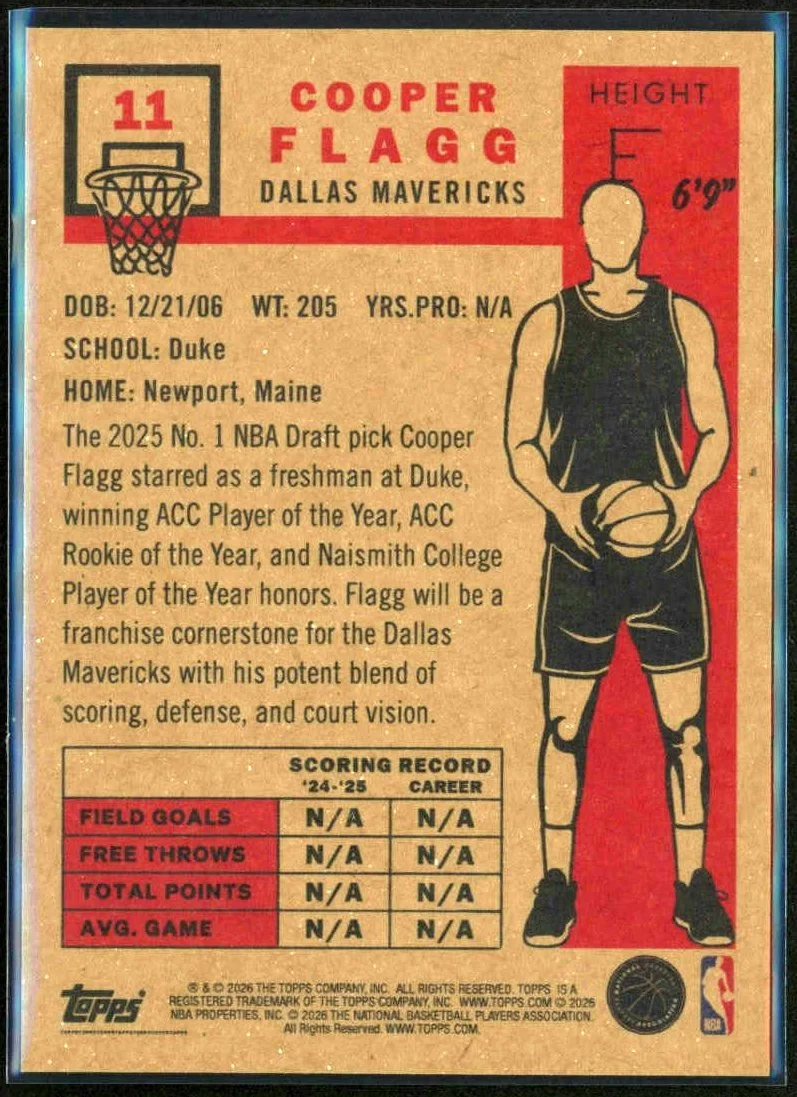 11
COOPER
FLAGG
DALLAS MAVERICKS
HEIGHT
6'9"
DOB: 12/21/06 WT: 205 YRS.PRO: N/A
SCHOOL: Duke
HOME: Newport, Maine
The 2025 No. 1 NBA Draft pick Cooper
Flagg starred as a freshman at Duke,
winning ACC Player of the Year, ACC
Rookie of the Year, and Naismith College
Player of the Year honors. Flagg will be a
franchise cornerstone for the Dallas
Mavericks with his potent blend of
scoring, defense, and court vision.
SCORING RECORD
'24-'25 CAREER
FIELD GOALS N/A N/A
FREE THROWS N/A N/A
TOTAL POINTS N/A N/A
AVG. GAME N/A N/A
Topps
® & © 2026 THE TOPPS COMPANY, INC. ALL RIGHTS RESERVED. TOPPS IS A
REGISTERED TRADEMARK OF THE TOPPS COMPANY, INC. WWW.TOPPS.COM © 2026
NBA PROPERTIES, INC. © 2026 THE NATIONAL BASKETBALL PLAYERS ASSOCIATION.
All Rights Reserved. WWW.TOPPS.COM.
NBA